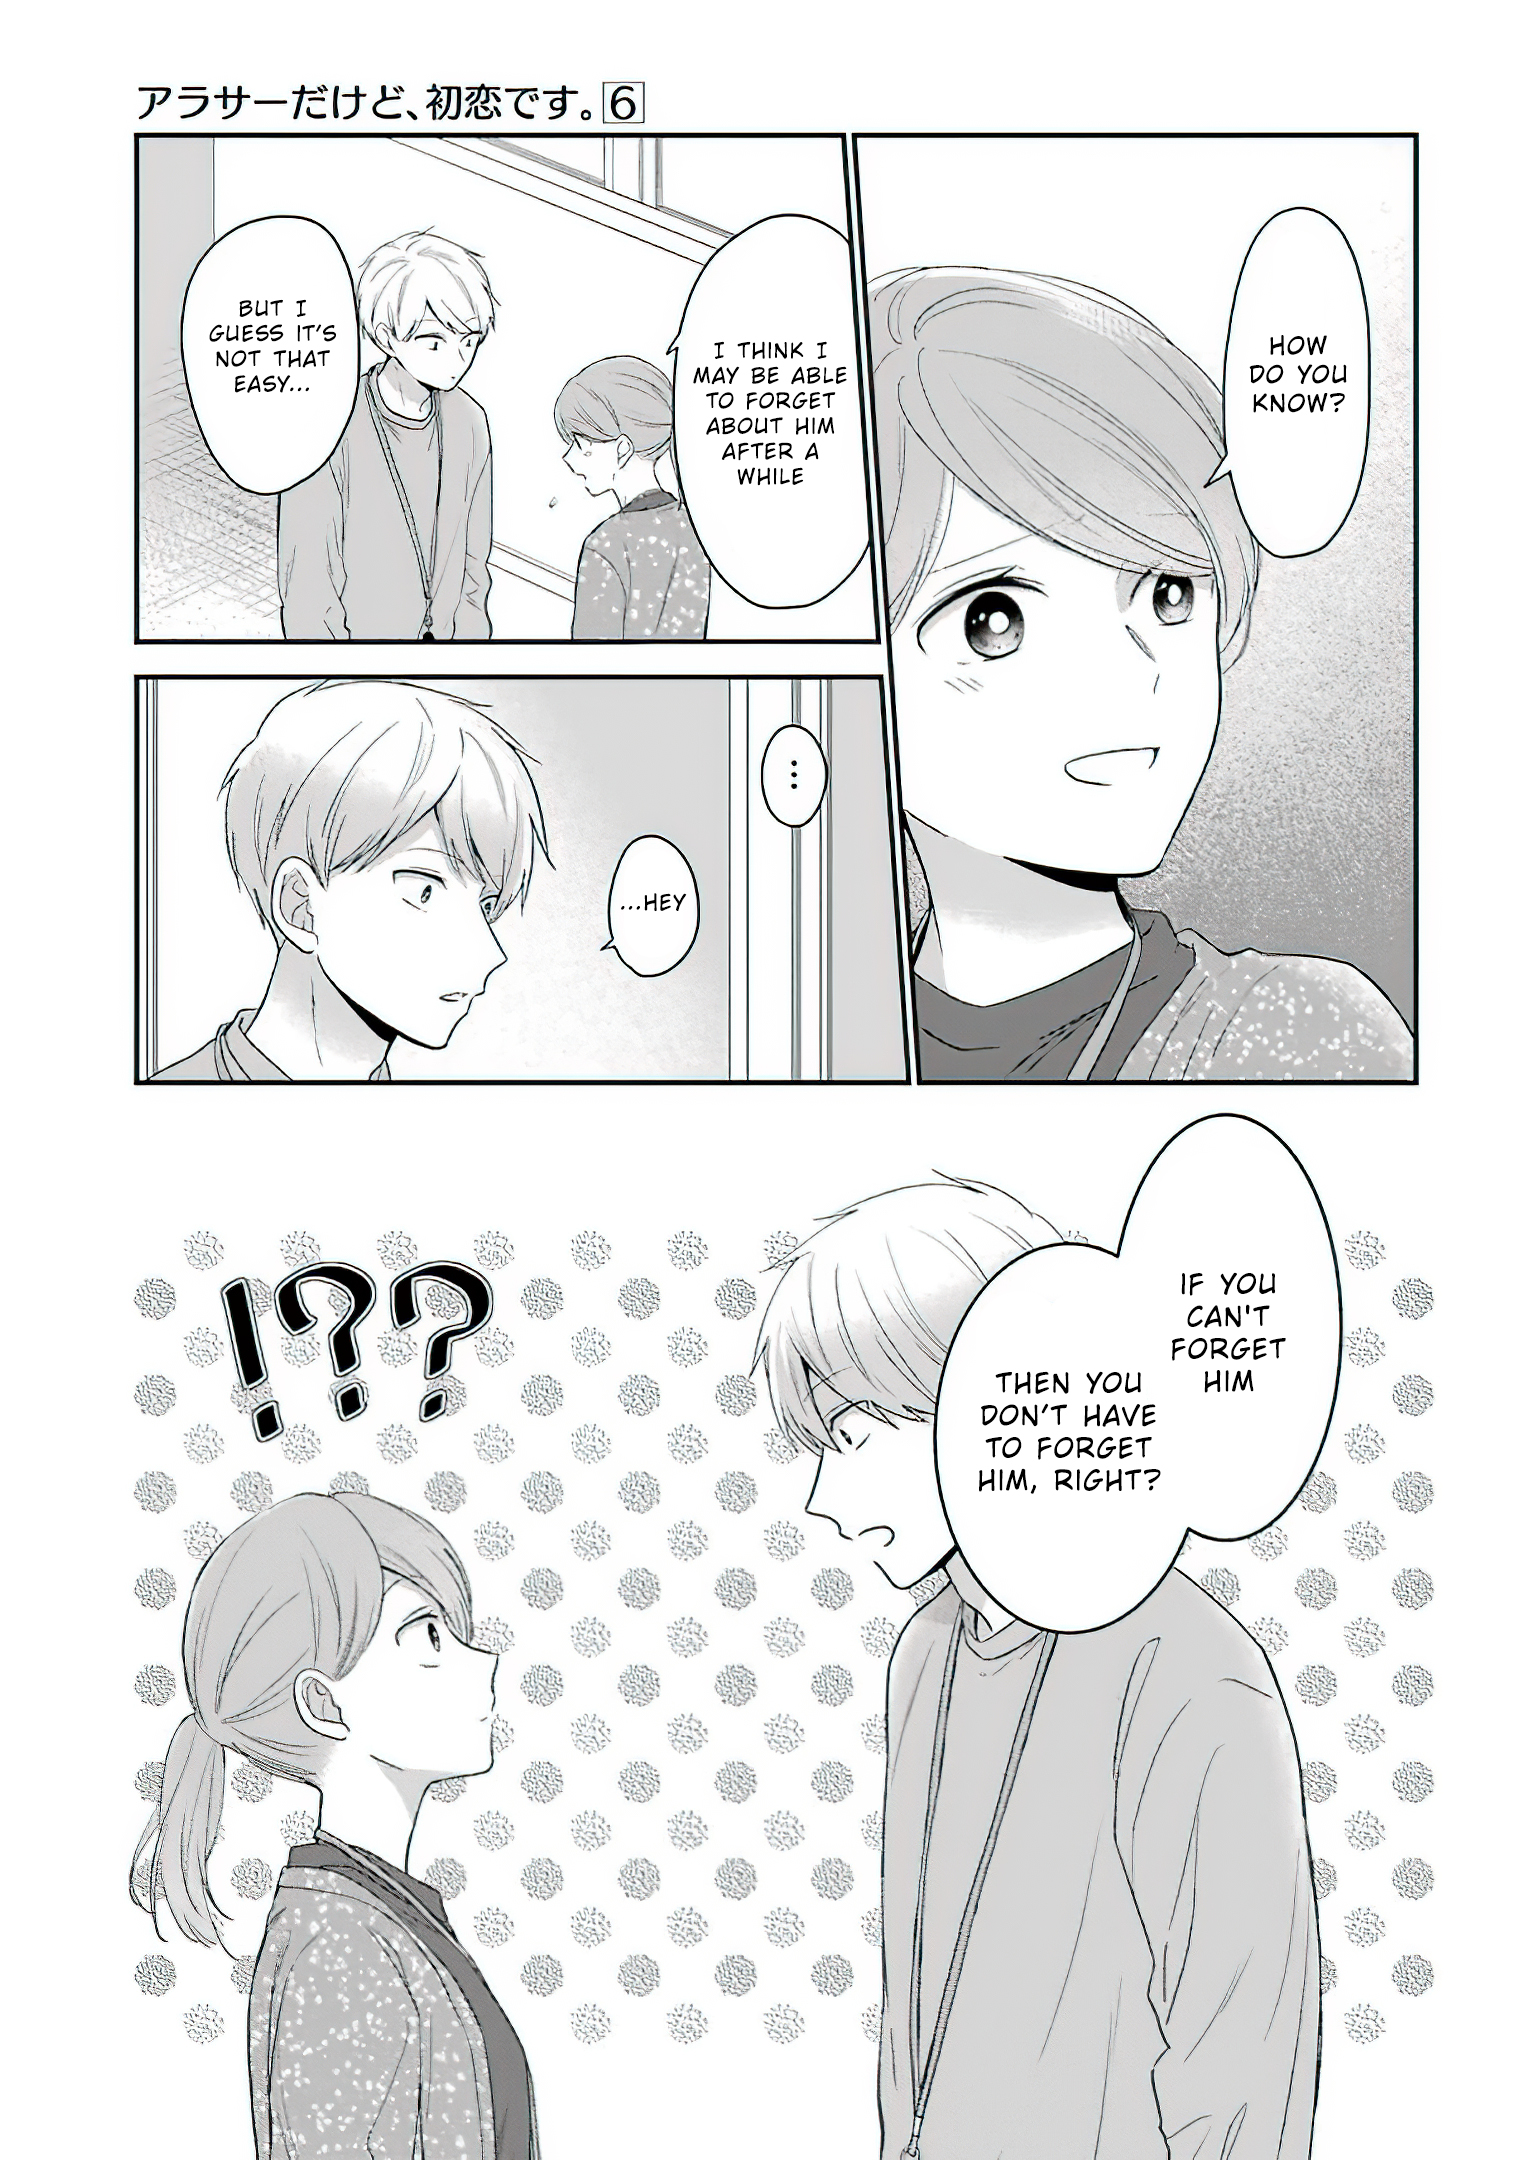 アラサーだけど、初恋です。6
HOW
DO YOU
KNOW?
I THINK I
MAY BE ABLE
TO FORGET
ABOUT HIM
AFTER A
WHILE
BUT I
GUESS IT'S
NOT THAT
EASY...
...
...HEY
IF YOU
CAN'T
FORGET
HIM
THEN YOU
DON'T HAVE
TO FORGET
HIM, RIGHT?
!??